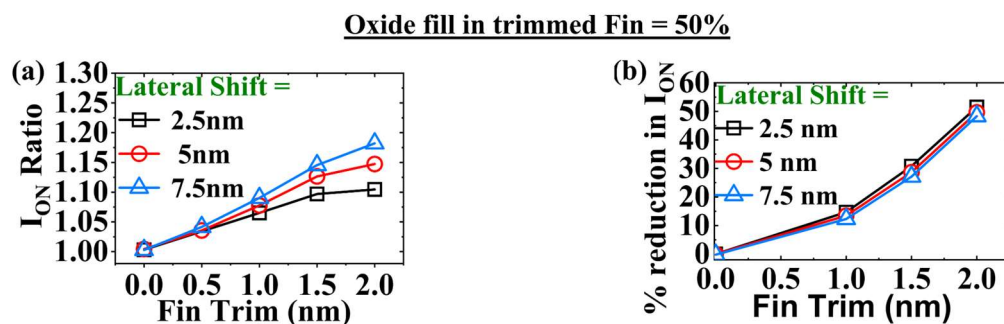 Oxide fill in trimmed Fin = 50%
(a)
I_ON Ratio
1.30
1.25
1.20
1.15
1.10
1.05
1.00
Lateral Shift =
2.5nm
5nm
7.5nm
0.0 0.5 1.0 1.5 2.0
Fin Trim (nm)
(b)
% reduction in I_ON
60
50
40
30
20
10
0
Lateral Shift =
2.5 nm
5 nm
7.5 nm
0.0 0.5 1.0 1.5 2.0
Fin Trim (nm)